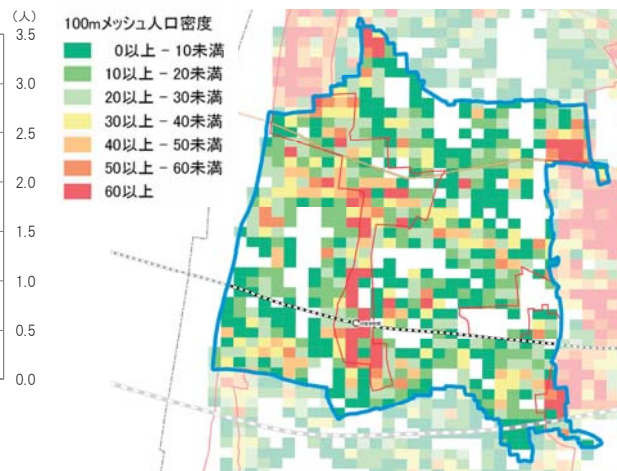 (人)
3.5
3.0
2.5
2.0
1.5
1.0
0.5
0.0
100mメッシュ人口密度
0以上 − 10未満
10以上 − 20未満
20以上 − 30未満
30以上 − 40未満
40以上 − 50未満
50以上 − 60未満
60以上